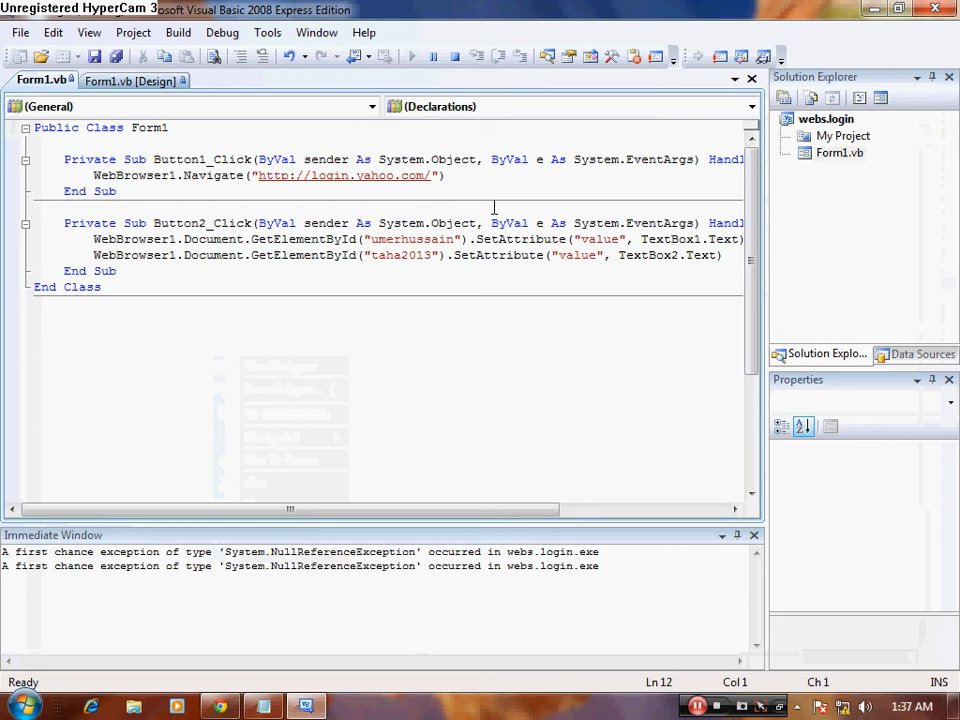 Unregistered HyperCam 3
osoft Visual Basic 2008 Express Edition
File Edit View Project Build Debug Tools Window Help
Form1.vb Form1.vb [Design]
(General) (Declarations)
Public Class Form1
Private Sub Button1_Click(ByVal sender As System.Object, ByVal e As System.EventArgs) Handl
WebBrowser1.Navigate("http://login.yahoo.com/")
End Sub
Private Sub Button2_Click(ByVal sender As System.Object, ByVal e As System.EventArgs) Handl
WebBrowser1.Document.GetElementById("umerhussain").SetAttribute("value", TextBox1.Text)
WebBrowser1.Document.GetElementById("taha2013").SetAttribute("value", TextBox2.Text)
End Sub
End Class
Solution Explorer
webs.login
My Project
Form1.vb
Solution Explo... Data Sources
Properties
Immediate Window
A first chance exception of type 'System.NullReferenceException' occurred in webs.login.exe
A first chance exception of type 'System.NullReferenceException' occurred in webs.login.exe
Ready Ln 12 Col 1 Ch 1 INS
1:37 AM